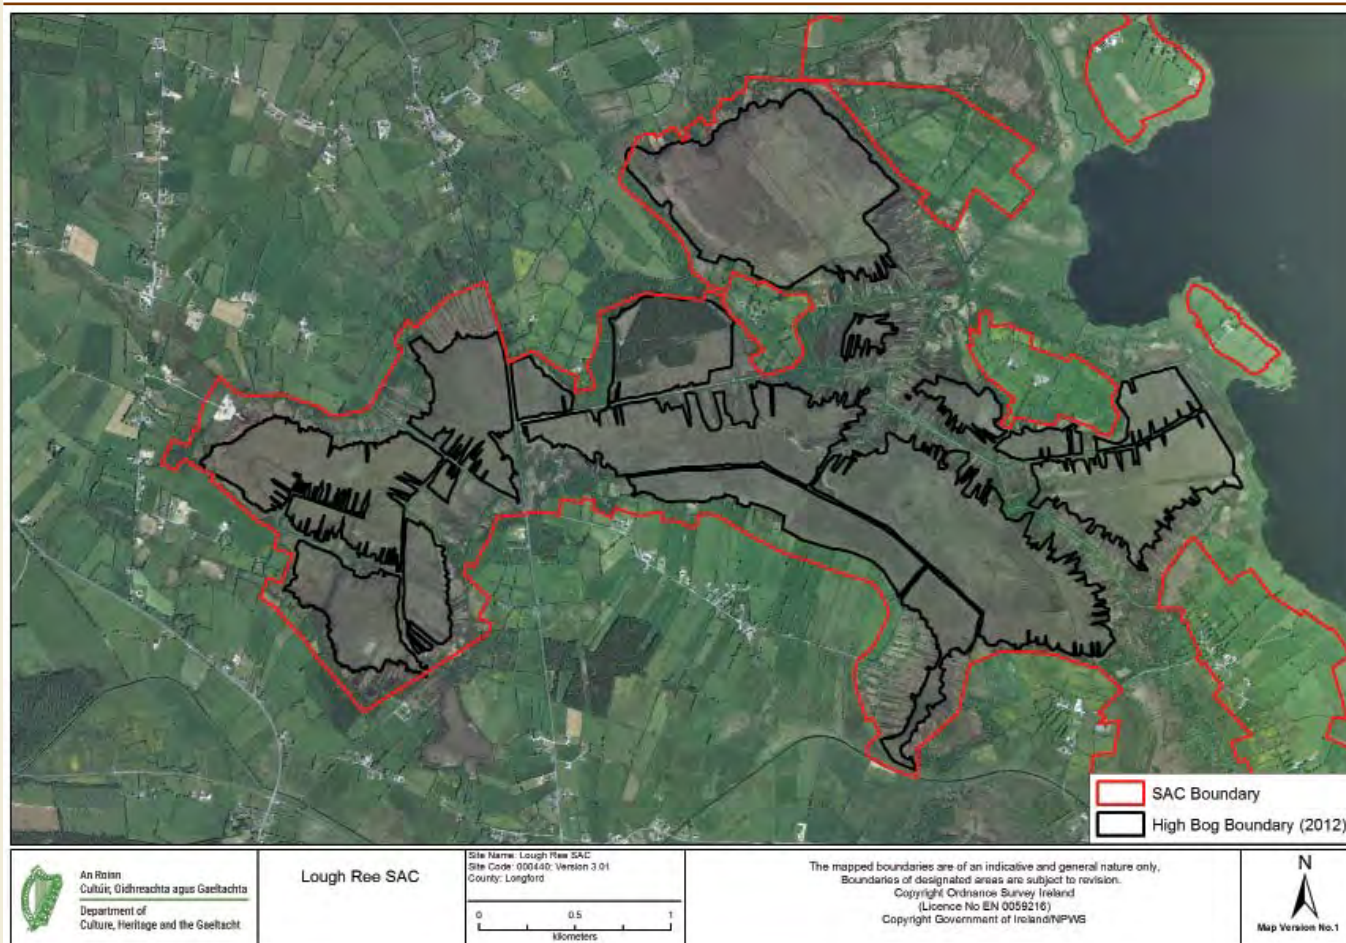 SAC Boundary
High Bog Boundary (2012)
An Roinn
Cultúir, Oidhreachta agus Gaeltachta
Department of
Culture, Heritage and the Gaeltacht
Lough Ree SAC
Site Name: Lough Ree SAC
Site Code: 000440; Version 3.01
County: Longford
0 0.5 1
kilometers
The mapped boundaries are of an indicative and general nature only.
Boundaries of designated areas are subject to revision.
Copyright Ordnance Survey Ireland
(Licence No EN 0059216)
Copyright Government of Ireland/NPWS
N
Map Version No.1